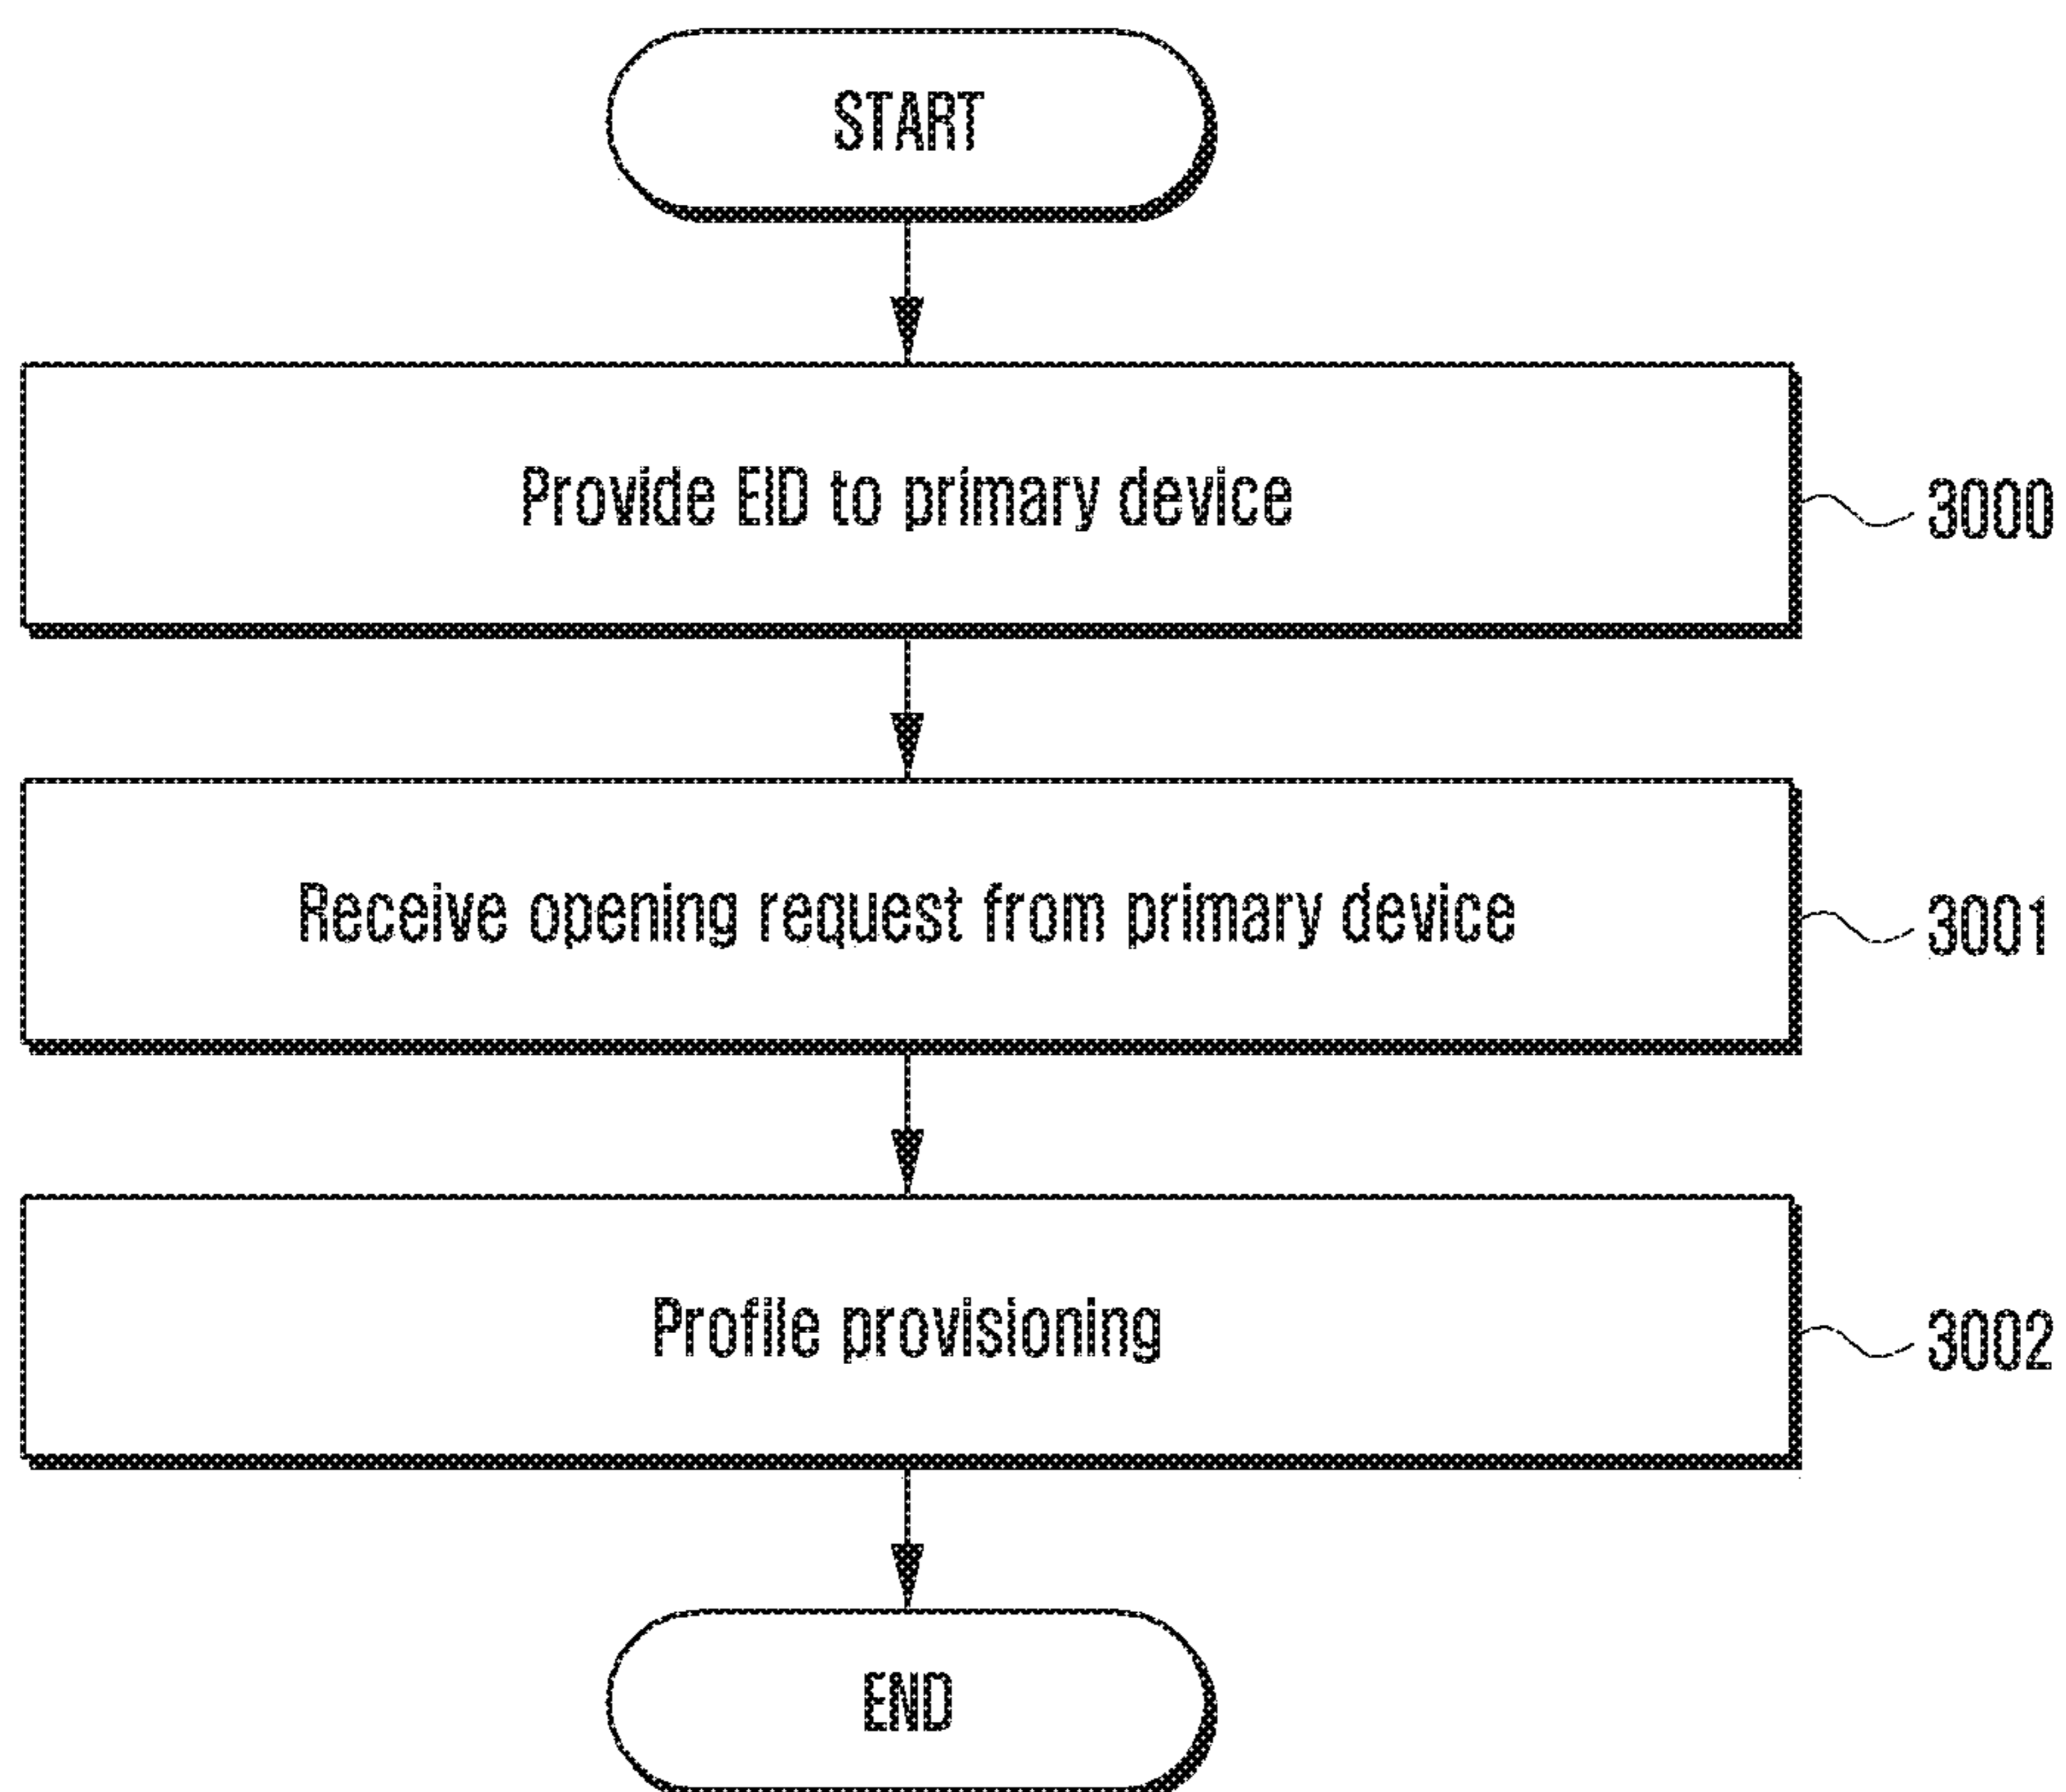 START
Provide EID to primary device
3000
Receive opening request from primary device
3001
Profile provisioning
3002
END